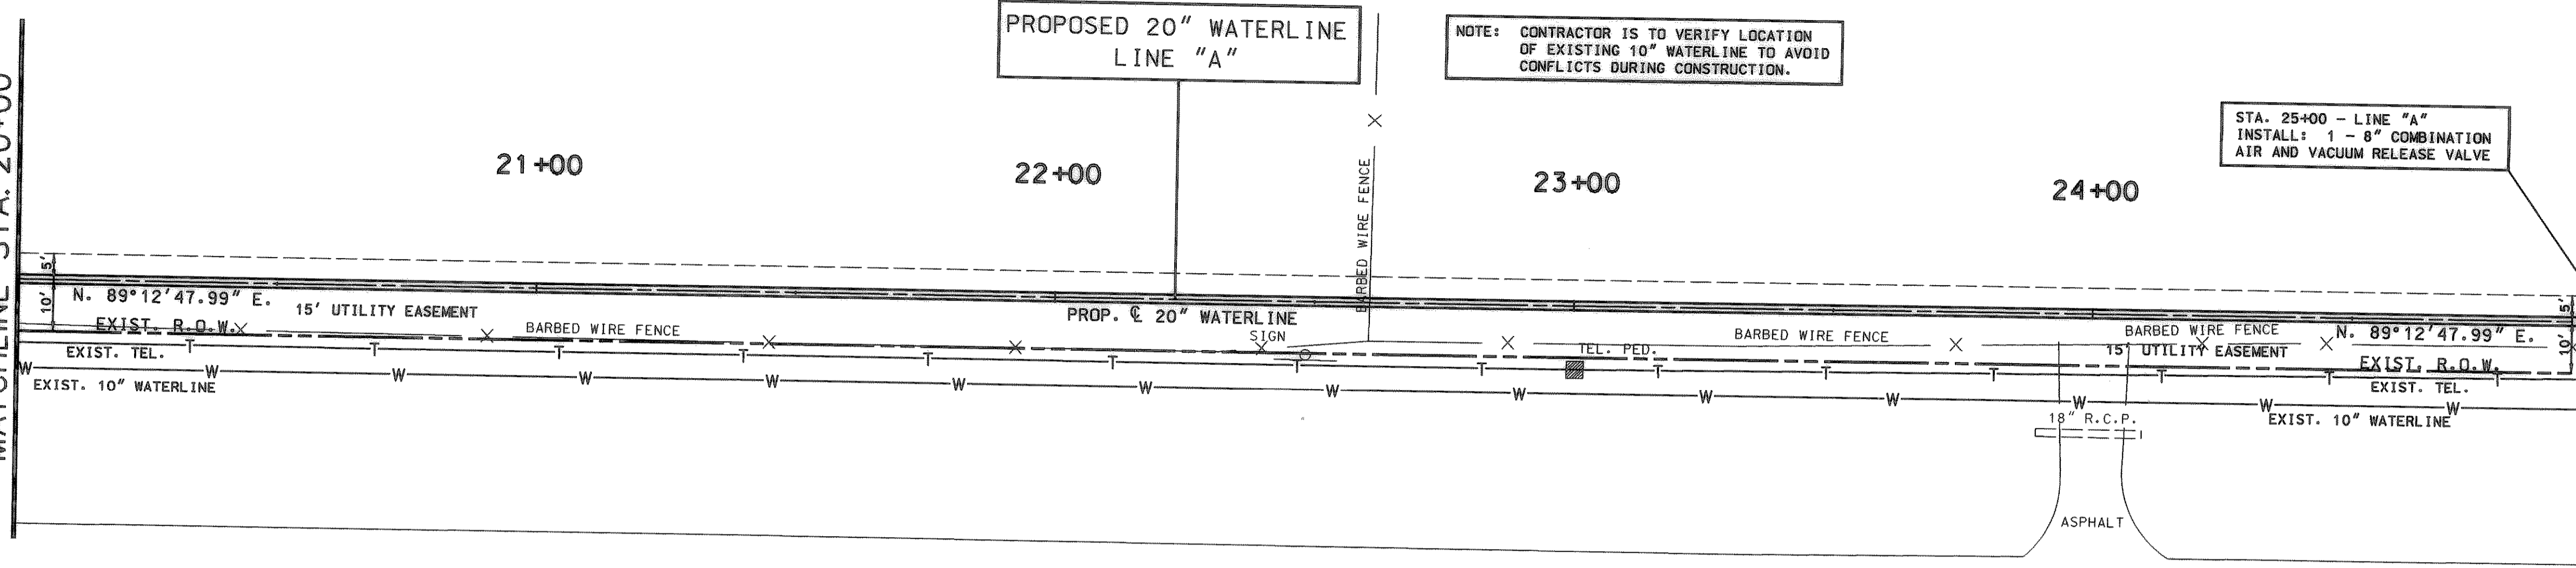 MATCHLINE STA. 20+00
PROPOSED 20" WATERLINE
LINE "A"
NOTE: CONTRACTOR IS TO VERIFY LOCATION
OF EXISTING 10" WATERLINE TO AVOID
CONFLICTS DURING CONSTRUCTION.
STA. 25+00 - LINE "A"
INSTALL: 1 - 8" COMBINATION
AIR AND VACUUM RELEASE VALVE
21+00
22+00
23+00
24+00
BARBED WIRE FENCE
5'
10'
N. 89°12'47.99" E.
15' UTILITY EASEMENT
EXIST. R.O.W.
BARBED WIRE FENCE
PROP. ℄ 20" WATERLINE
SIGN
TEL. PED.
BARBED WIRE FENCE
BARBED WIRE FENCE
N. 89°12'47.99" E.
5'
10'
15' UTILITY EASEMENT
EXIST. R.O.W.
EXIST. TEL.
T T T T T T T T T T T T T
EXIST. TEL.
W W W W W W W W W W W W W W
EXIST. 10" WATERLINE
EXIST. 10" WATERLINE
18" R.C.P.
ASPHALT